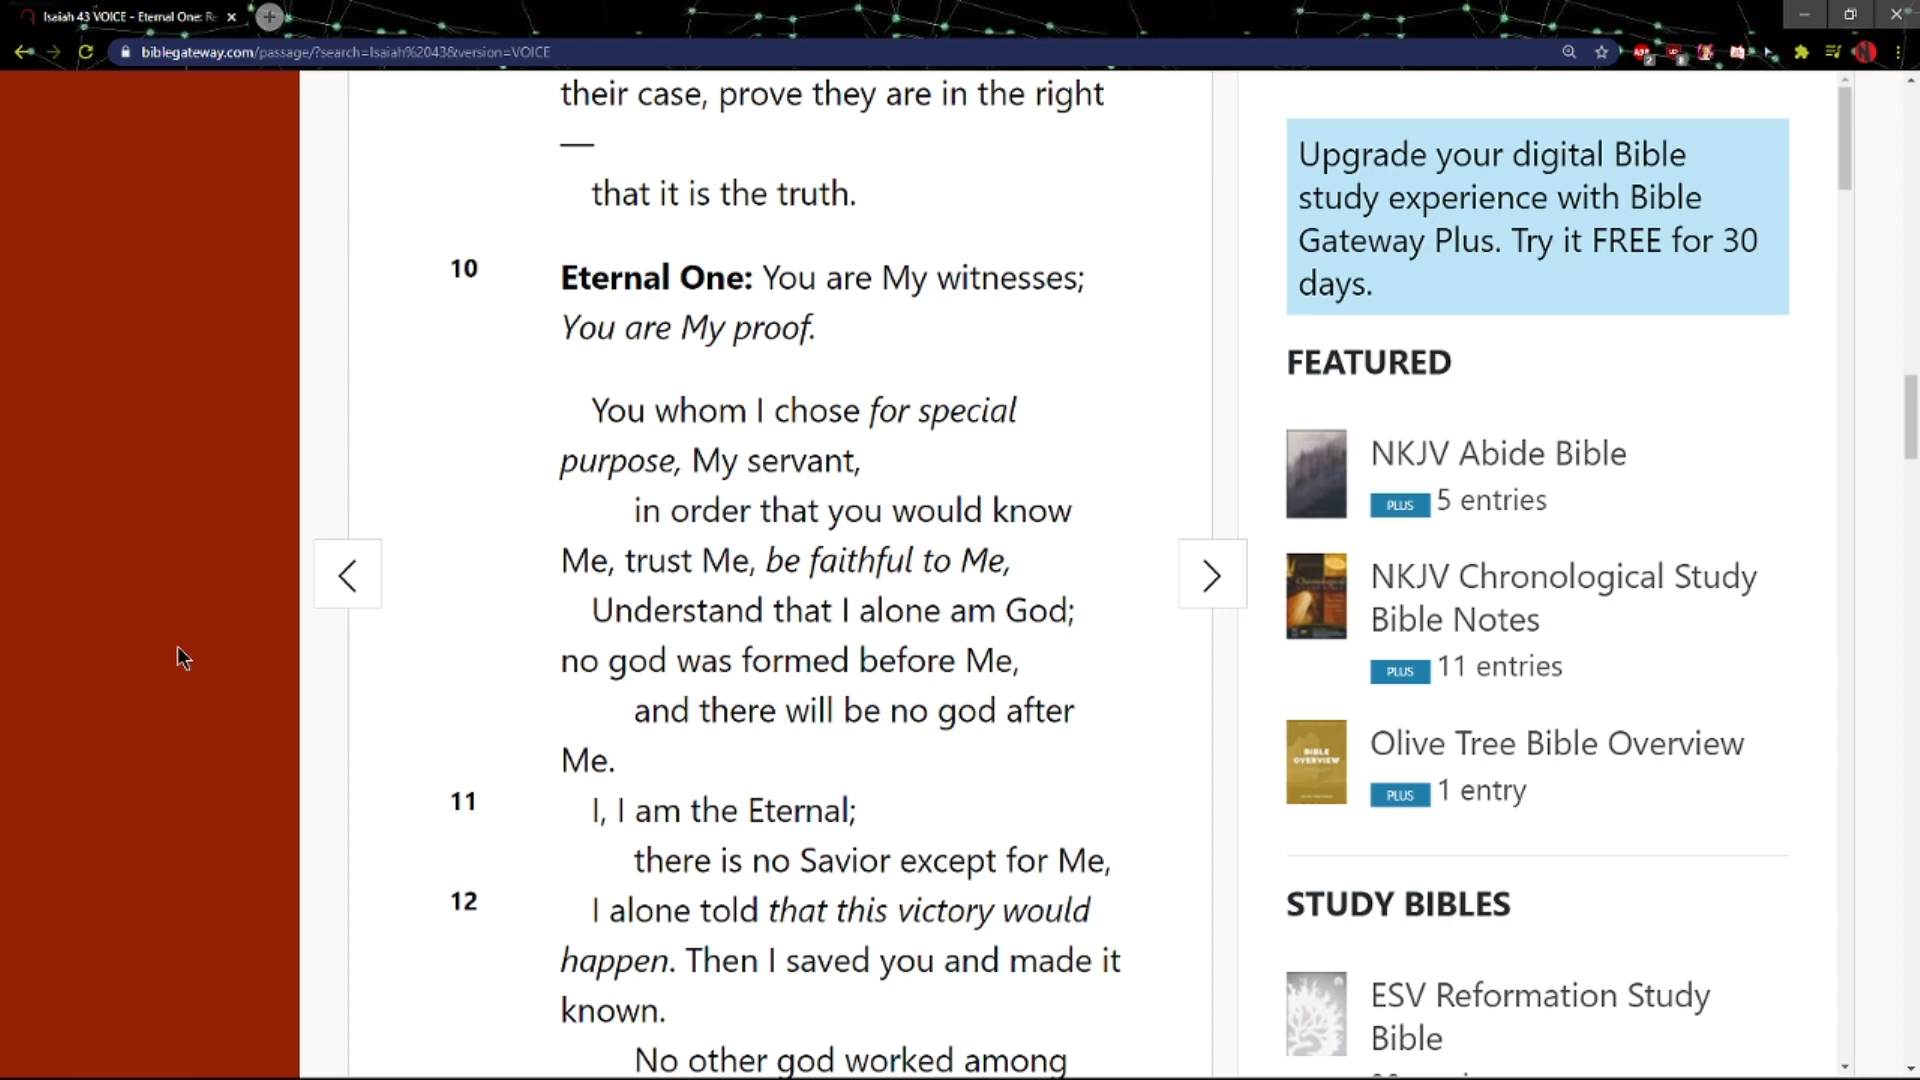 Isaiah 43 VOICE - Eternal One: Re
biblegateway.com/passage/?search=Isaiah%2043&version=VOICE
their case, prove they are in the right
—
that it is the truth.
10 Eternal One: You are My witnesses;
You are My proof.
You whom I chose for special
purpose, My servant,
in order that you would know
Me, trust Me, be faithful to Me,
Understand that I alone am God;
no god was formed before Me,
and there will be no god after
Me.
11 I, I am the Eternal;
there is no Savior except for Me,
12 I alone told that this victory would
happen. Then I saved you and made it
known.
No other god worked among
Upgrade your digital Bible
study experience with Bible
Gateway Plus. Try it FREE for 30
days.
FEATURED
NKJV Abide Bible
PLUS 5 entries
NKJV Chronological Study
Bible Notes
PLUS 11 entries
BIBLE
OVERVIEW
Olive Tree Bible Overview
PLUS 1 entry
STUDY BIBLES
ESV Reformation Study
Bible